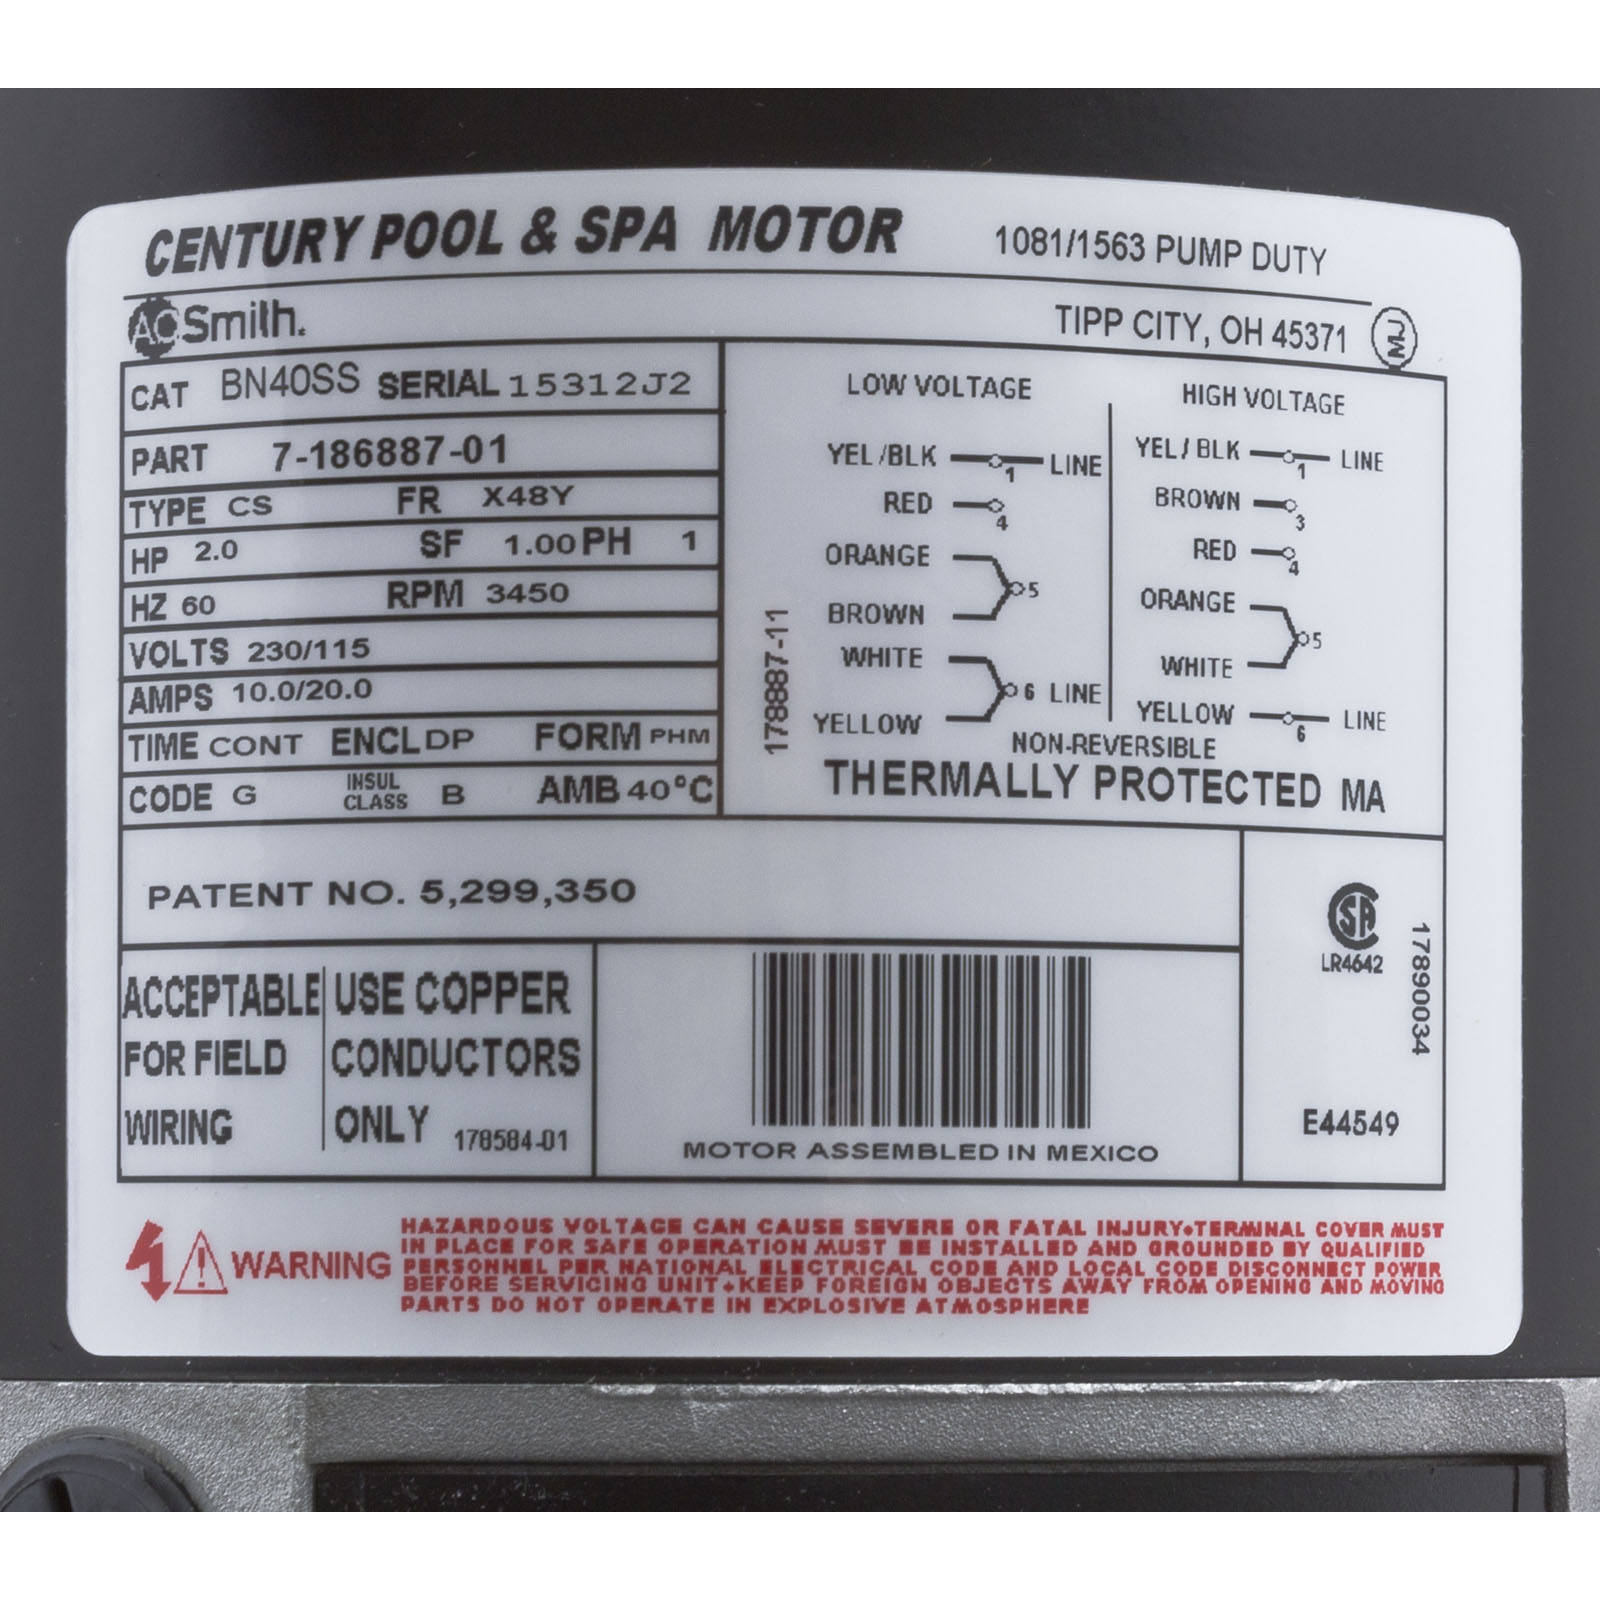 CENTURY POOL & SPA MOTOR 1081/1563 PUMP DUTY
AO Smith. TIPP CITY, OH 45371 MJ
CAT BN40SS SERIAL 15312J2
PART 7-186887-01
TYPE CS FR X48Y
HP 2.0 SF 1.00 PH 1
HZ 60 RPM 3450
VOLTS 230/115
AMPS 10.0/20.0
TIME CONT ENCL DP FORM PHM
CODE G INSUL CLASS B AMB 40°C
178887-11
LOW VOLTAGE
YEL/BLK 1 LINE
RED 4
ORANGE
5
BROWN
WHITE
6 LINE
YELLOW
HIGH VOLTAGE
YEL/BLK 1 LINE
BROWN 3
RED 4
ORANGE
5
WHITE
YELLOW 6 LINE
NON-REVERSIBLE
THERMALLY PROTECTED MA
PATENT NO. 5,299,350
ACCEPTABLE
FOR FIELD
WIRING
USE COPPER
CONDUCTORS
ONLY 178584-01
MOTOR ASSEMBLED IN MEXICO
SA
LR4642
17890034
E44549
WARNING
HAZARDOUS VOLTAGE CAN CAUSE SEVERE OR FATAL INJURY•TERMINAL COVER MUST
IN PLACE FOR SAFE OPERATION MUST BE INSTALLED AND GROUNDED BY QUALIFIED
PERSONNEL PER NATIONAL ELECTRICAL CODE AND LOCAL CODE DISCONNECT POWER
BEFORE SERVICING UNIT•KEEP FOREIGN OBJECTS AWAY FROM OPENING AND MOVING
PARTS DO NOT OPERATE IN EXPLOSIVE ATMOSPHERE